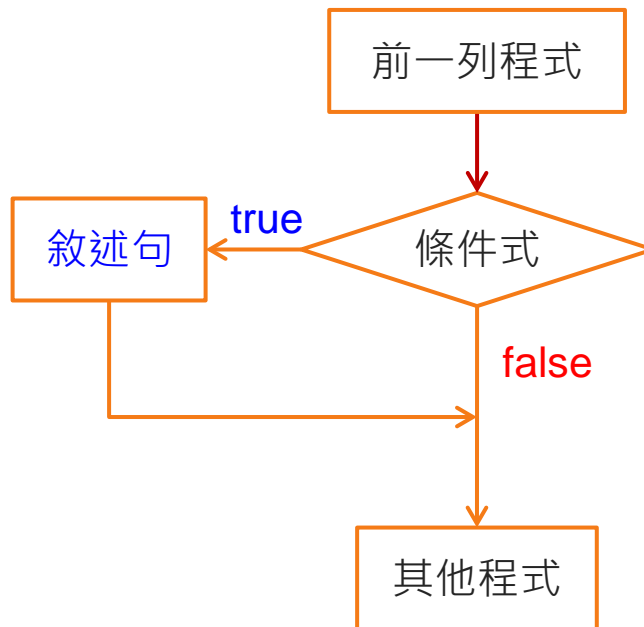 前一列程式
true
敘述句
條件式
false
其他程式